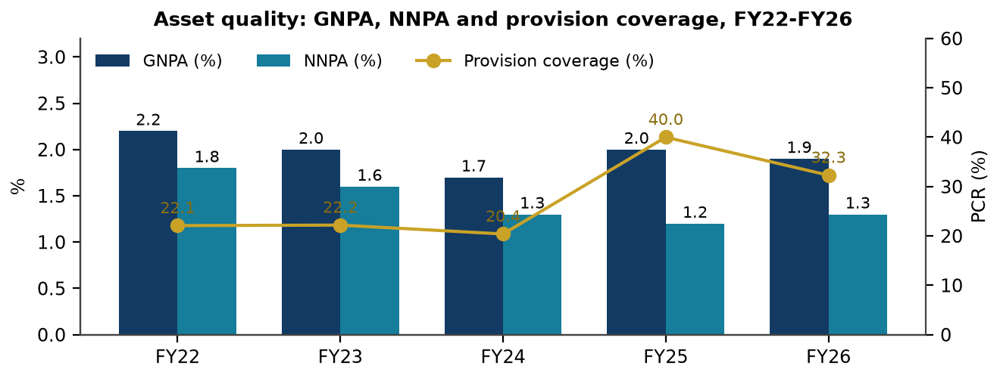 Asset quality: GNPA, NNPA and provision coverage, FY22-FY26
GNPA (%) NNPA (%) Provision coverage (%)
%
3.0
2.5
2.0
1.5
1.0
0.5
0.0
2.2 1.8 22.1
2.0 1.6 22.2
1.7 1.3 20.4
2.0 1.2 40.0
1.9 1.3 32.3
60
50
40
30
20
10
0
PCR (%)
FY22 FY23 FY24 FY25 FY26